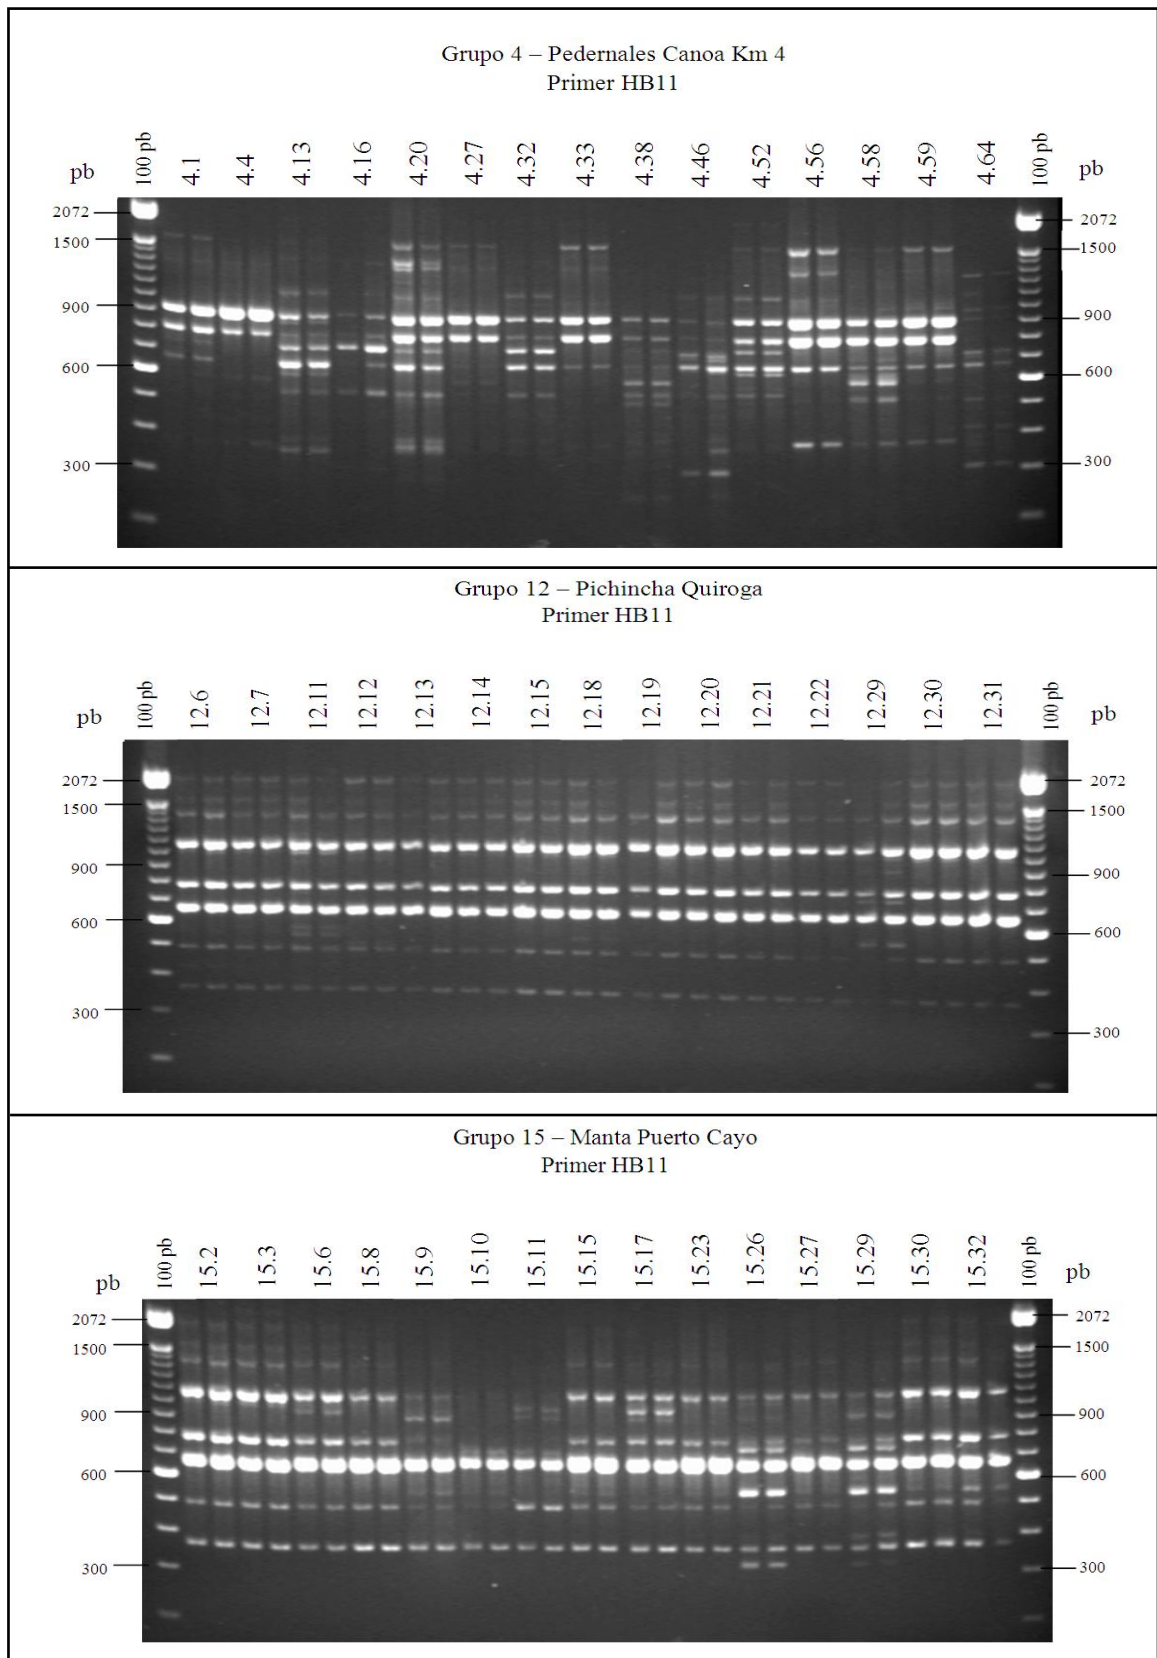 Grupo 4 – Pedernales Canoa Km 4
Primer HB11
pb 100 pb 4.1 4.4 4.13 4.16 4.20 4.27 4.32 4.33 4.38 4.46 4.52 4.56 4.58 4.59 4.64 100 pb pb
2072 2072
1500 1500
900 900
600 600
300 300
Grupo 12 – Pichincha Quiroga
Primer HB11
pb 100 pb 12.6 12.7 12.11 12.12 12.13 12.14 12.15 12.18 12.19 12.20 12.21 12.22 12.29 12.30 12.31 100 pb pb
2072 2072
1500 1500
900 900
600 600
300 300
Grupo 15 – Manta Puerto Cayo
Primer HB11
pb 100 pb 15.2 15.3 15.6 15.8 15.9 15.10 15.11 15.15 15.17 15.23 15.26 15.27 15.29 15.30 15.32 100 pb pb
2072 2072
1500 1500
900 900
600 600
300 300